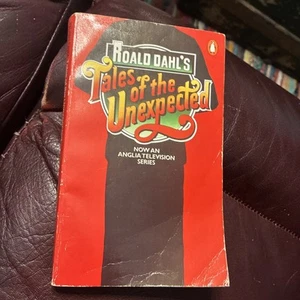 ROALD DAHL'S
Tales
of the
Unexpected
NOW AN
ANGLIA TELEVISION
SERIES